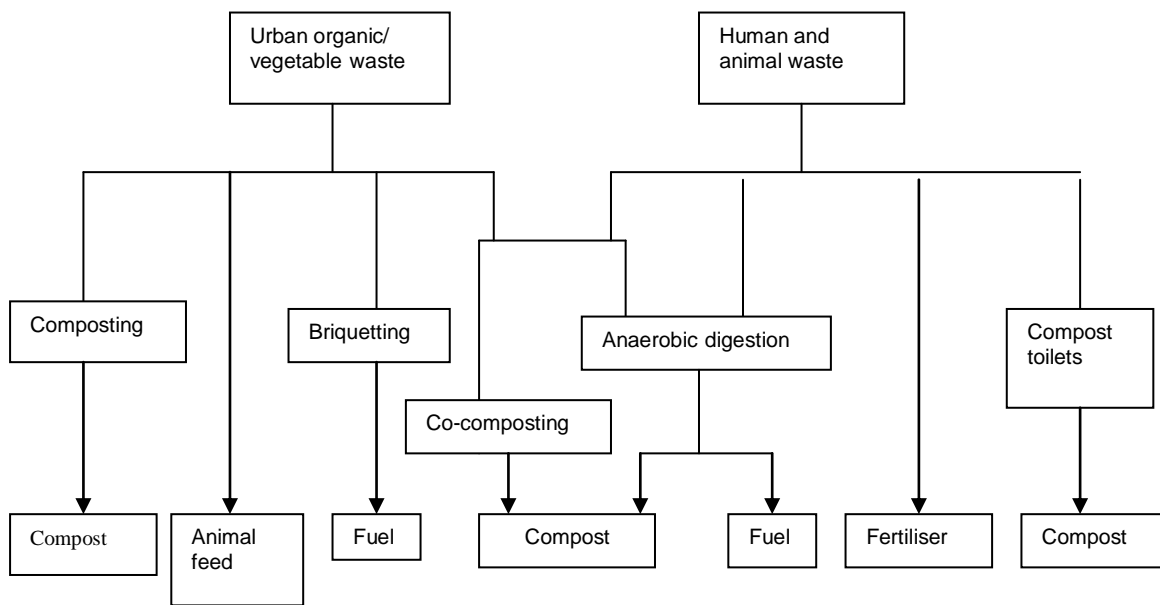 Urban organic/
vegetable waste
Human and
animal waste
Composting
Briquetting
Anaerobic digestion
Compost
toilets
Co-composting
Compost
Animal
feed
Fuel
Compost
Fuel
Fertiliser
Compost